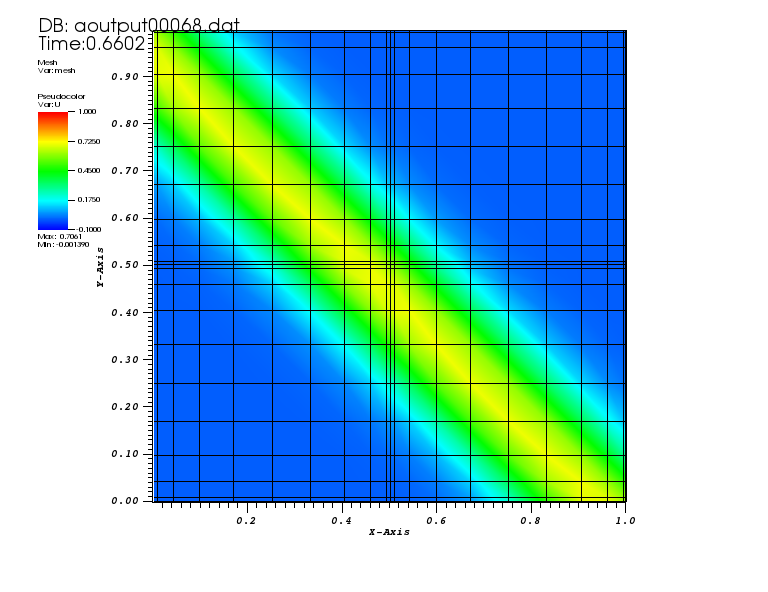 DB: aoutput00068.dat
Time:0.6602
Mesh
Var: mesh
Pseudocolor
Var: U
1.000
0.7250
0.4500
0.1750
-0.1000
Max: 0.7061
Min: -0.001390
Y-Axis
0.90
0.80
0.70
0.60
0.50
0.40
0.30
0.20
0.10
0.00
0.2 0.4 0.6 0.8 1.0
X-Axis